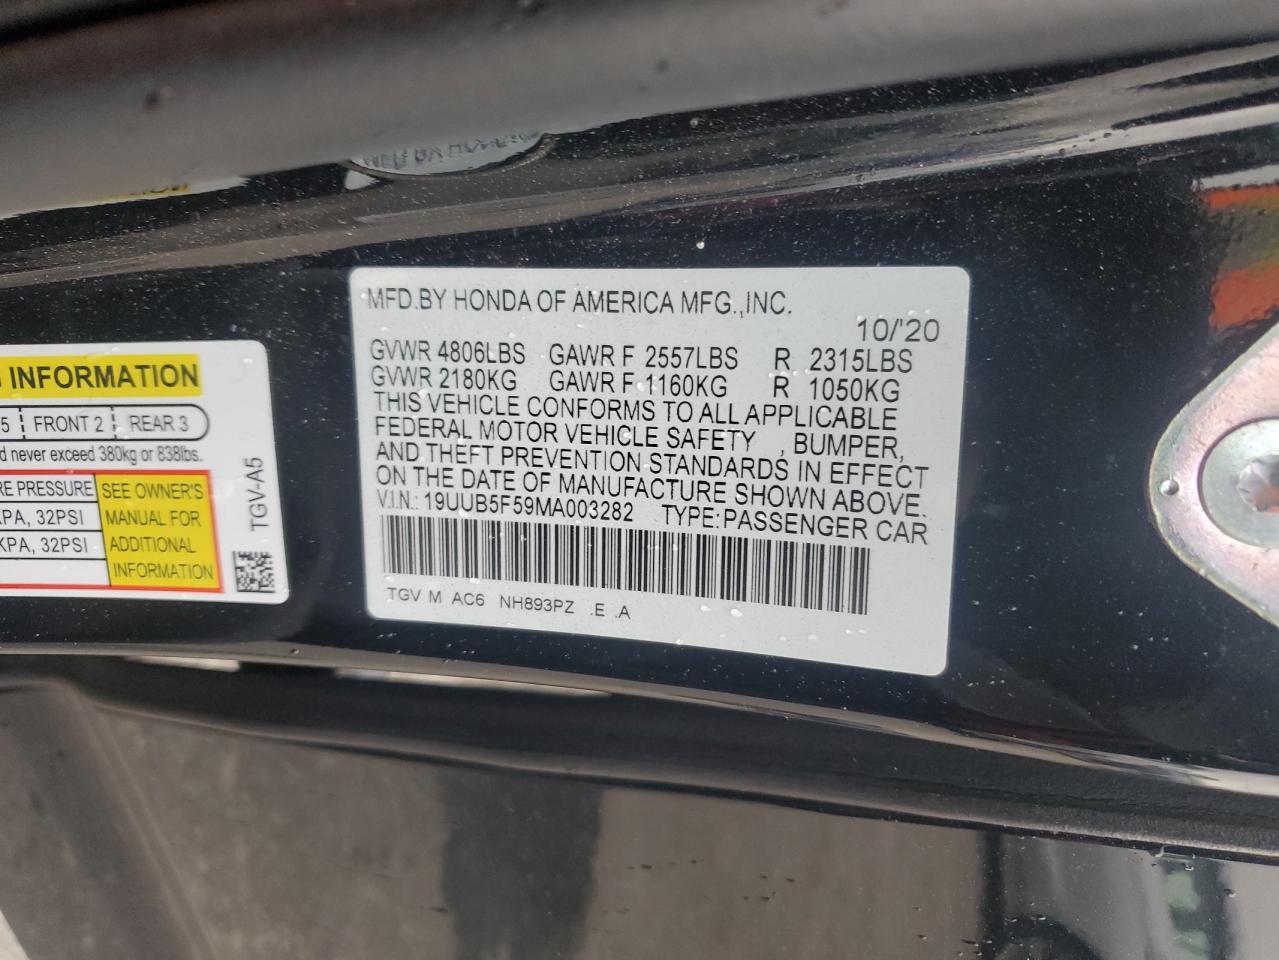 MFD.BY HONDA OF AMERICA MFG.,INC.
10/'20
GVWR 4806LBS GAWR F 2557LBS R 2315LBS
GVWR 2180KG GAWR F 1160KG R 1050KG
THIS VEHICLE CONFORMS TO ALL APPLICABLE
FEDERAL MOTOR VEHICLE SAFETY , BUMPER,
AND THEFT PREVENTION STANDARDS IN EFFECT
ON THE DATE OF MANUFACTURE SHOWN ABOVE.
V.I.N.: 19UUB5F59MA003282 TYPE:PASSENGER CAR
TGV M AC6 NH893PZ .E .A
INFORMATION
5 FRONT 2 REAR 3
never exceed 380kg or 838lbs.
PRESSURE
KPA, 32PSI
KPA, 32PSI
SEE OWNER'S
MANUAL FOR
ADDITIONAL
INFORMATION
TGV-A5